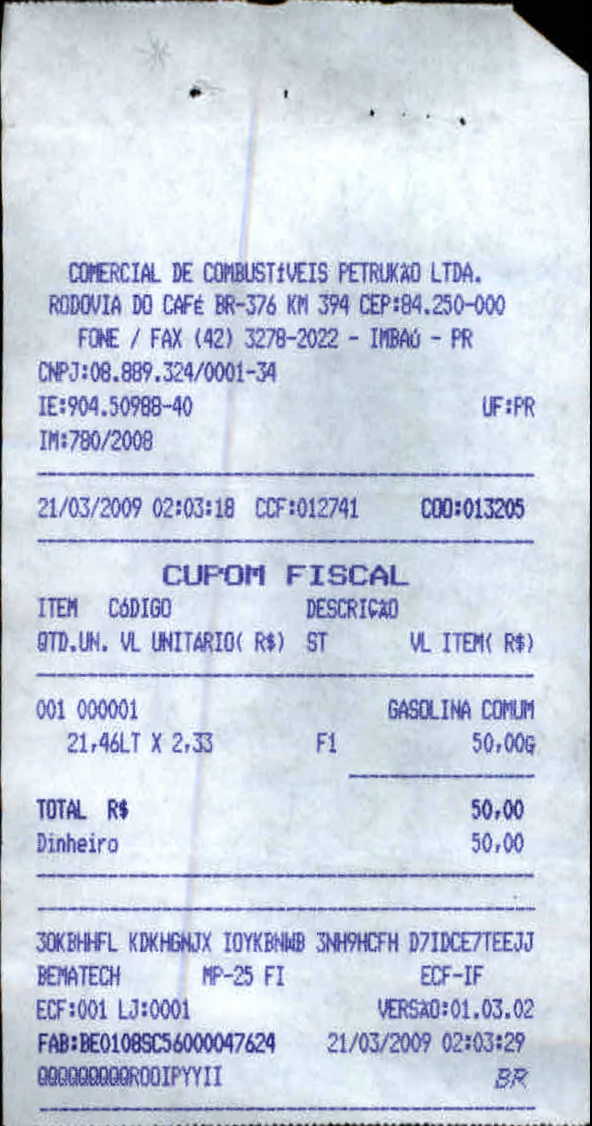 COMERCIAL DE COMBUSTÍVEIS PETRUKÃO LTDA.
RODOVIA DO CAFÉ BR-376 KM 394 CEP:84.250-000
FONE / FAX (42) 3278-2022 - IMBAÚ - PR
CNPJ:08.889.324/0001-34
IE:904.50988-40 UF:PR
IM:780/2008
21/03/2009 02:03:18 CCF:012741 COO:013205
CUPOM FISCAL
ITEM CÓDIGO DESCRIÇÃO
QTD.UN. VL UNITÁRIO( R$) ST VL ITEM( R$)
001 000001 GASOLINA COMUM
21,46LT X 2,33 F1 50,00G
TOTAL R$ 50,00
Dinheiro 50,00
3OKBHHFL KDKHGNJX IOYKBNWB 3NH9HCFH D7IDCE7TEEJJ
BEMATECH MP-25 FI ECF-IF
ECF:001 LJ:0001 VERSÃO:01.03.02
FAB:BE0108SC56000047624 21/03/2009 02:03:29
QQQQQQQQQROOIPYYII BR